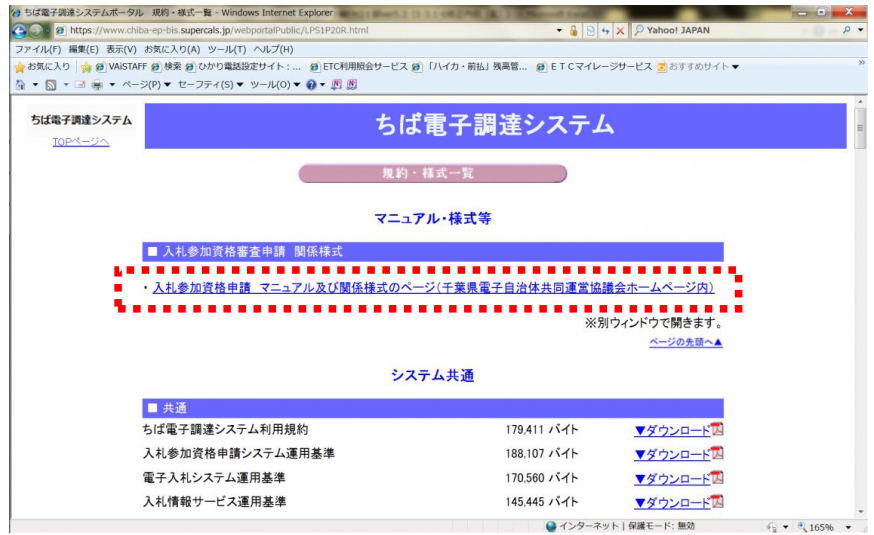 ちば電子調達システムポータル 規約・様式一覧 - Windows Internet Explorer
https://www.chiba-ep-bis.supercals.jp/webportalPublic/LPS1P20R.html
Yahoo! JAPAN
ファイル(F) 編集(E) 表示(V) お気に入り(A) ツール(T) ヘルプ(H)
お気に入り VAISTAFF 検索 ひかり電話設定サイト：... ETC利用照会サービス 「ハイカ・前払」残高管... ＥＴＣマイレージサービス おすすめサイト ▼
ページ(P) ▼ セーフティ(S) ▼ ツール(O) ▼
ちば電子調達システム
TOPページへ
ちば電子調達システム
規約・様式一覧
マニュアル・様式等
■ 入札参加資格審査申請 関係様式
・入札参加資格申請 マニュアル及び関係様式のページ(千葉県電子自治体共同運営協議会ホームページ内)
※別ウィンドウで開きます。
ページの先頭へ▲
システム共通
■ 共通
ちば電子調達システム利用規約 179,411 バイト ▼ダウンロード
入札参加資格申請システム運用基準 188,107 バイト ▼ダウンロード
電子入札システム運用基準 170,560 バイト ▼ダウンロード
入札情報サービス運用基準 145,445 バイト ▼ダウンロード
インターネット | 保護モード: 無効 165%